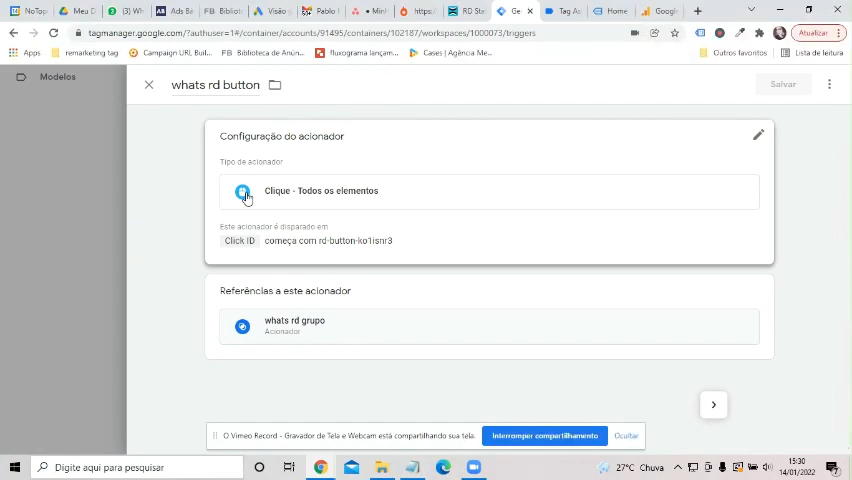 NoTop
Meu D
(3) Wh
Ads Bá
Bibliote
Visão g
Pablo I
● Minh
https:/
RD Sta
Ge
Tag As
Home
Google
tagmanager.google.com/?authuser=1#/container/accounts/91495/containers/102187/workspaces/1000073/triggers
Atualizar
Apps
remarketing tag
Campaign URL Buil...
FB Biblioteca de Anún...
fluxograma lançam...
Cases | Agência Me...
Outros favoritos
Lista de leitura
Modelos
whats rd button
Salvar
Configuração do acionador
Tipo de acionador
Clique - Todos os elementos
Este acionador é disparado em
Click ID começa com rd-button-ko1isnr3
Referências a este acionador
whats rd grupo
Acionador
O Vimeo Record - Gravador de Tela e Webcam está compartilhando sua tela.
Interromper compartilhamento
Ocultar
Digite aqui para pesquisar
27°C Chuva
15:30
14/01/2022